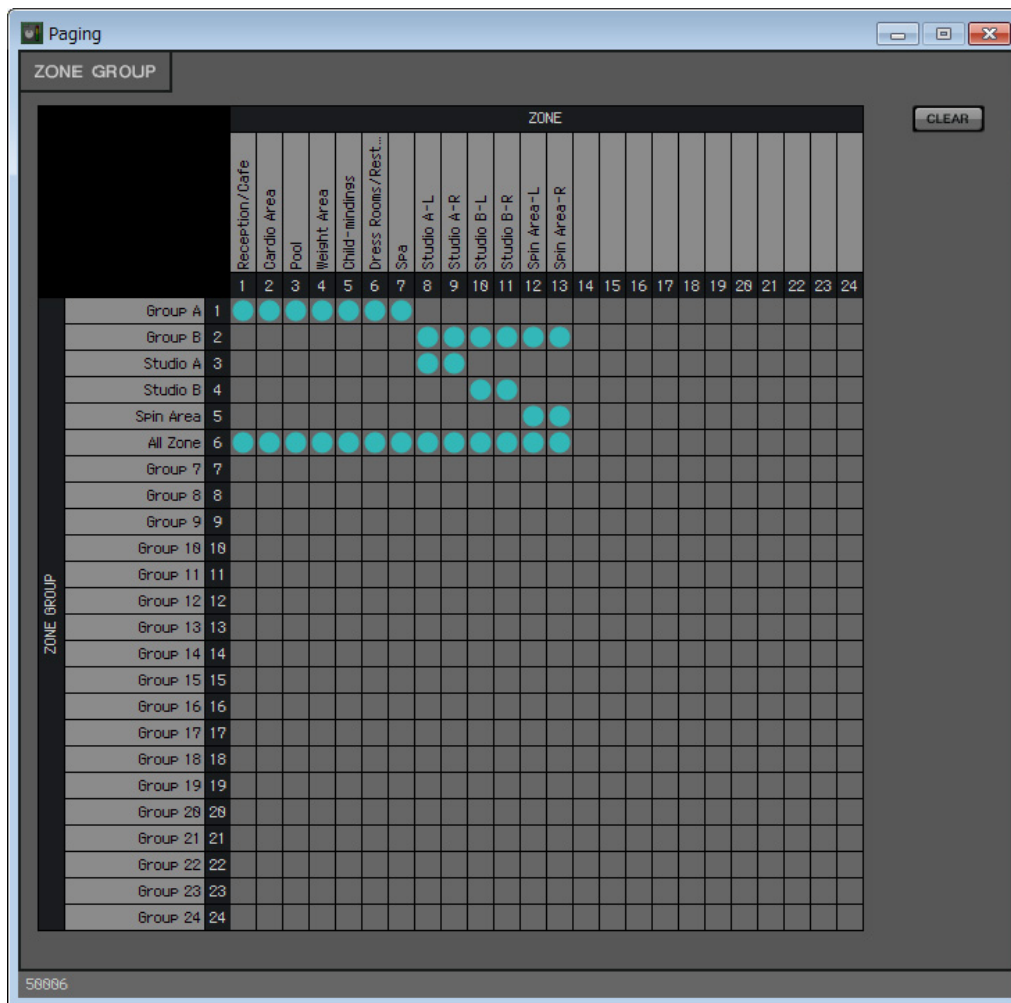 Paging
ZONE GROUP
ZONE
CLEAR
Reception/Cafe
Cardio Area
Pool
Weight Area
Child-mindings
Dress Rooms/Rest...
Spa
Studio A-L
Studio A-R
Studio B-L
Studio B-R
Spin Area-L
Spin Area-R
1 2 3 4 5 6 7 8 9 10 11 12 13 14 15 16 17 18 19 20 21 22 23 24
ZONE GROUP
Group A 1
Group B 2
Studio A 3
Studio B 4
Spin Area 5
All Zone 6
Group 7 7
Group 8 8
Group 9 9
Group 10 10
Group 11 11
Group 12 12
Group 13 13
Group 14 14
Group 15 15
Group 16 16
Group 17 17
Group 18 18
Group 19 19
Group 20 20
Group 21 21
Group 22 22
Group 23 23
Group 24 24
50006